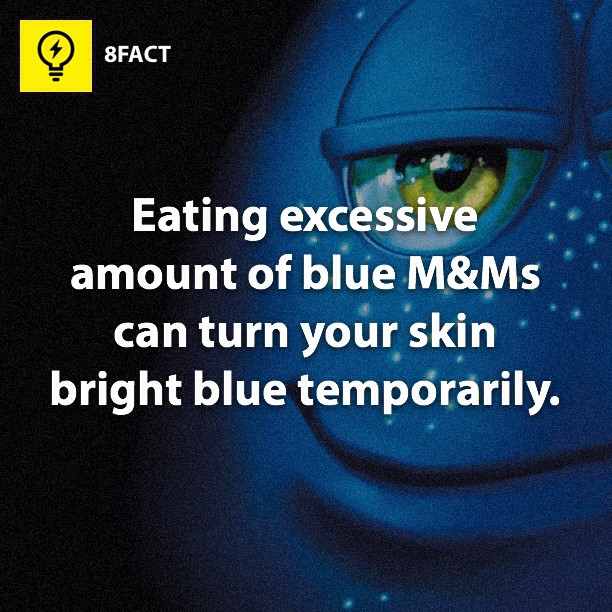 8FACT
Eating excessive
amount of blue M&Ms
can turn your skin
bright blue temporarily.